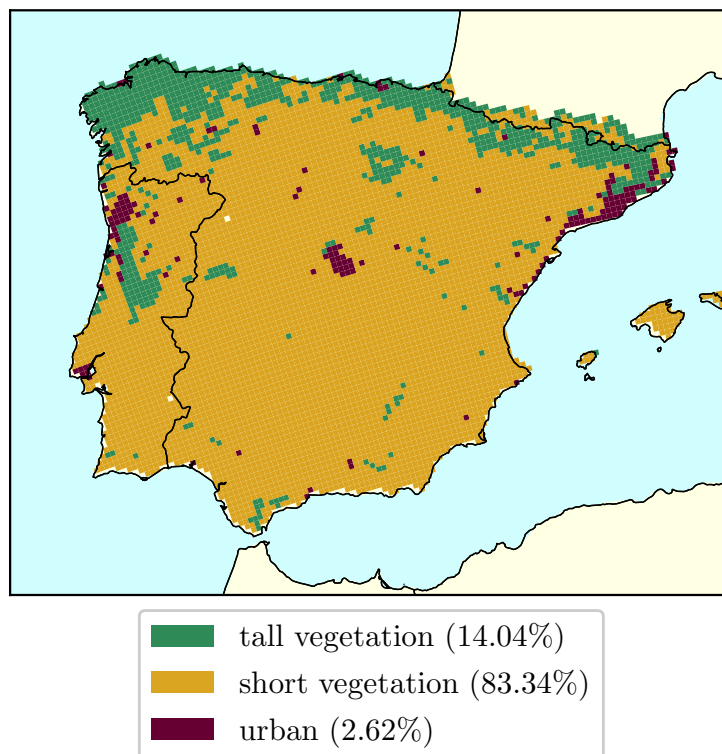 tall vegetation (14.04%)
short vegetation (83.34%)
urban (2.62%)